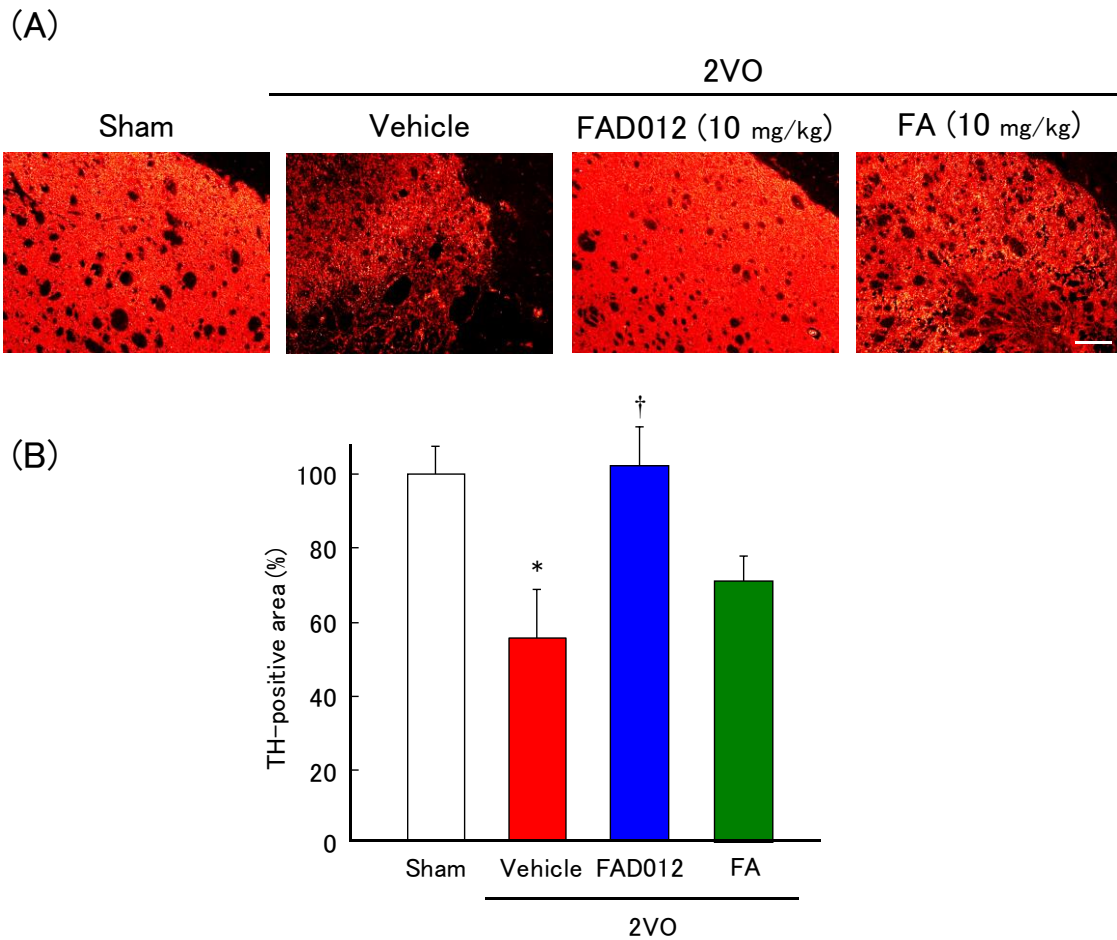 (A)
2VO
Sham Vehicle FAD012 (10 mg/kg) FA (10 mg/kg)
(B)
TH-positive area (%)
100
80
60
40
20
0
*
†
Sham Vehicle FAD012 FA
2VO